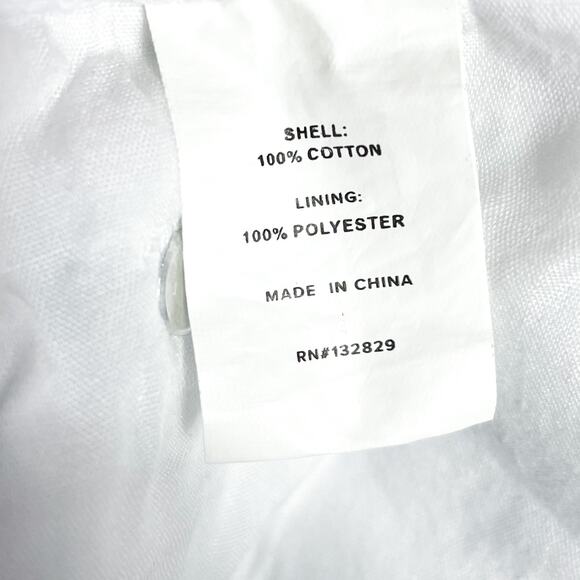 SHELL:
100% COTTON
LINING:
100% POLYESTER
MADE IN CHINA
RN#132829